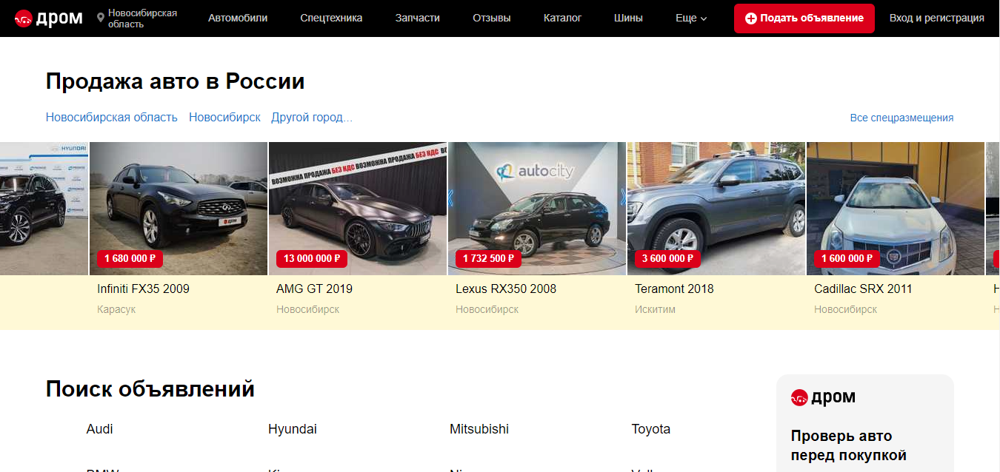 дром
Новосибирская
область
Автомобили
Спецтехника
Запчасти
Отзывы
Каталог
Шины
Еще
Подать объявление
Вход и регистрация
Продажа авто в России
Новосибирская область
Новосибирск
Другой город...
Все спецразмещения
HYUNDAI
дром
ВОЗМОЖНА ПРОДАЖА БЕЗ НДС ВОЗМОЖНА ПРОДАЖА БЕЗ НДС
autocity
1 680 000 ₽
13 000 000 ₽
1 732 500 ₽
3 600 000 ₽
1 600 000 ₽
Infiniti FX35 2009
AMG GT 2019
Lexus RX350 2008
Teramont 2018
Cadillac SRX 2011
Карасук
Новосибирск
Новосибирск
Искитим
Новосибирск
Поиск объявлений
дром
Audi
Hyundai
Mitsubishi
Toyota
Проверь авто
перед покупкой